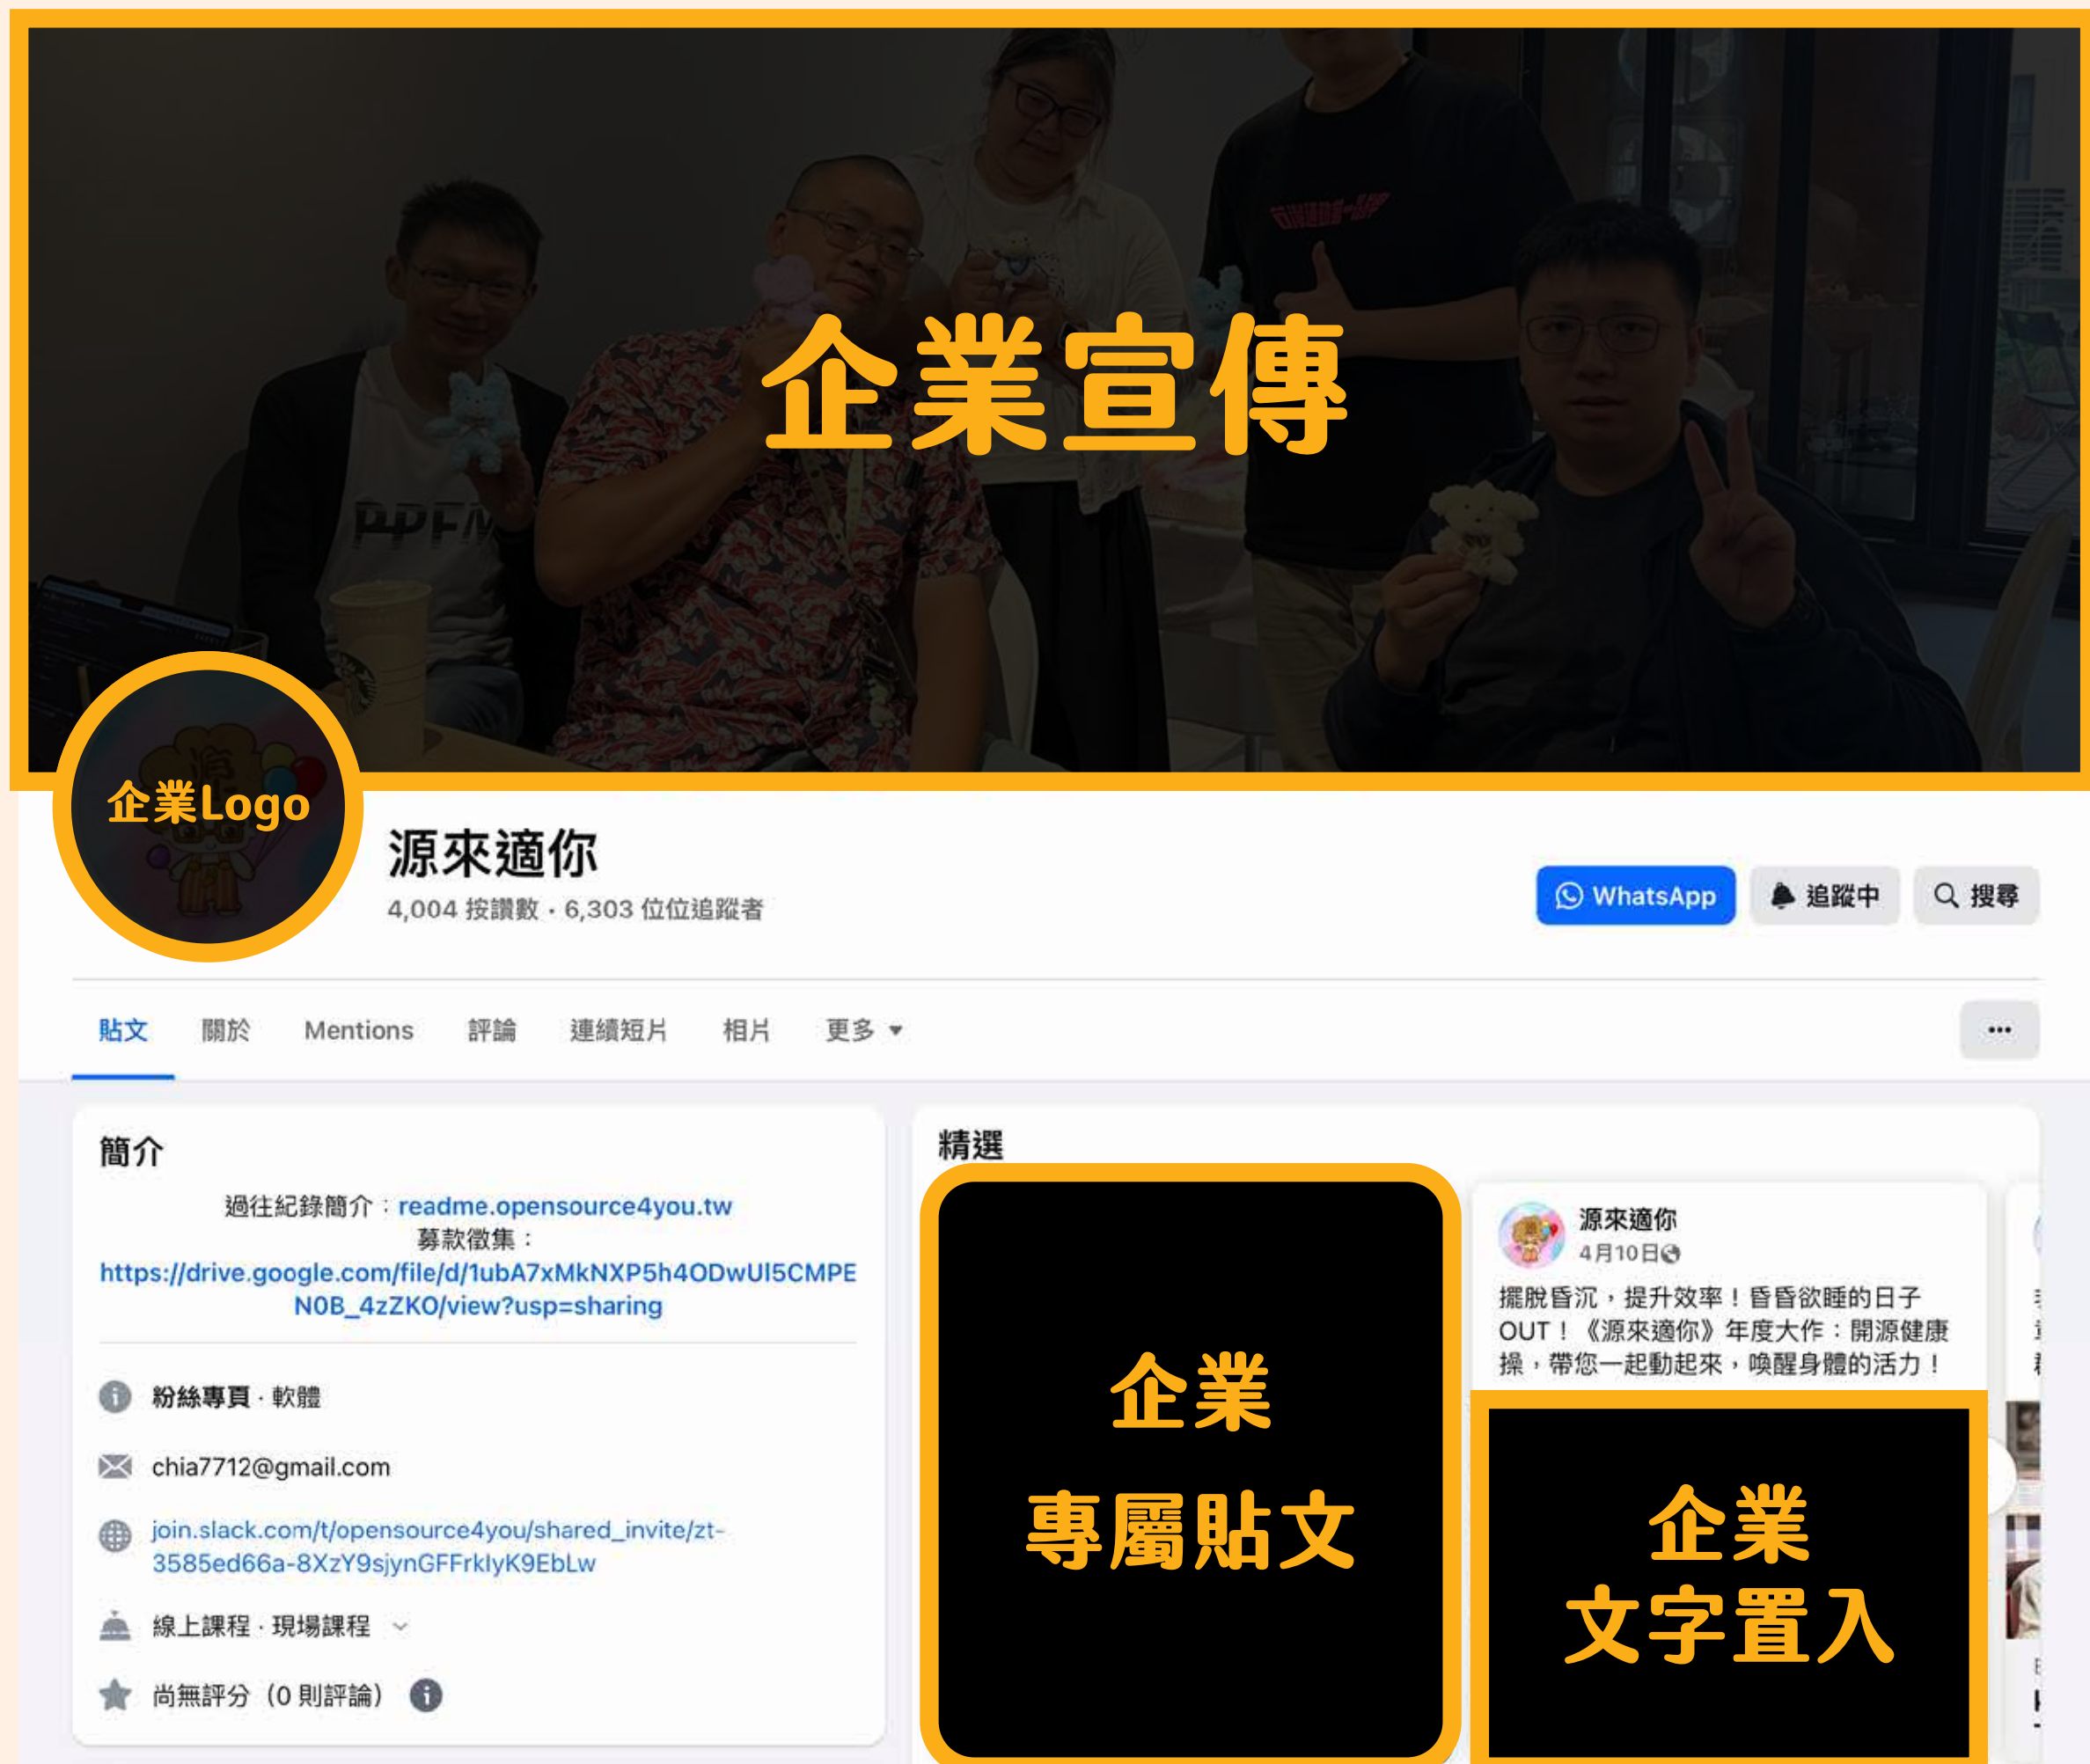 企業宣傳
PPFM
企業Logo
源來適你
4,004 按讚數 · 6,303 位位追蹤者
WhatsApp
追蹤中
搜尋
貼文
關於
Mentions
評論
連續短片
相片
更多
簡介
過往紀錄簡介：readme.opensource4you.tw
募款徵集：
https://drive.google.com/file/d/1ubA7xMkNXP5h4ODwUl5CMPE
N0B_4zZKO/view?usp=sharing
粉絲專頁 · 軟體
chia7712@gmail.com
join.slack.com/t/opensource4you/shared_invite/zt-
3585ed66a-8XzY9sjynGFFrkIyK9EbLw
線上課程 · 現場課程
尚無評分（0 則評論）
精選
企業
專屬貼文
源來適你
4月10日
擺脫昏沉，提升效率！昏昏欲睡的日子
OUT！《源來適你》年度大作：開源健康
操，帶您一起動起來，喚醒身體的活力！
企業
文字置入